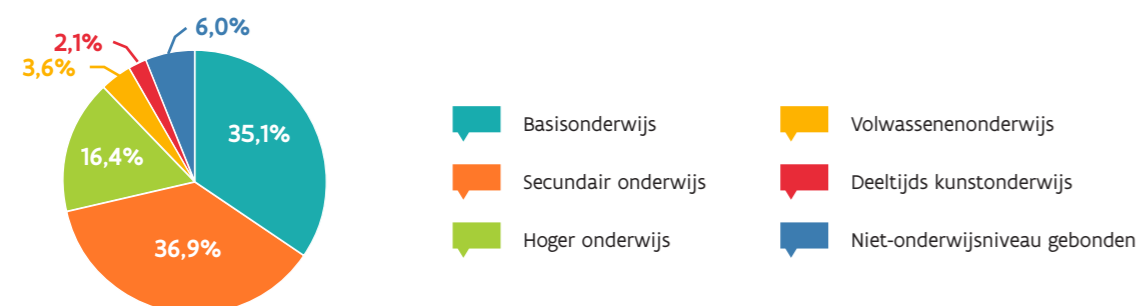 6,0%
2,1%
3,6%
35,1%
16,4%
36,9%
Basisonderwijs
Secundair onderwijs
Hoger onderwijs
Volwassenenonderwijs
Deeltijds kunstonderwijs
Niet-onderwijsniveau gebonden